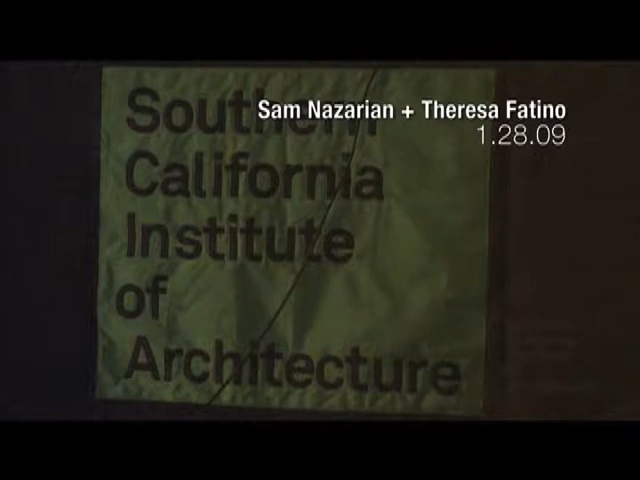 Sam Nazarian + Theresa Fatino
1.28.09
Southern
California
Institute
of
Architecture